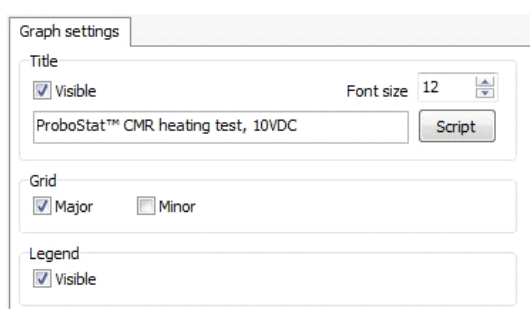 Graph settings
Title
Visible Font size 12
ProboStat™ CMR heating test, 10VDC Script
Grid
Major Minor
Legend
Visible